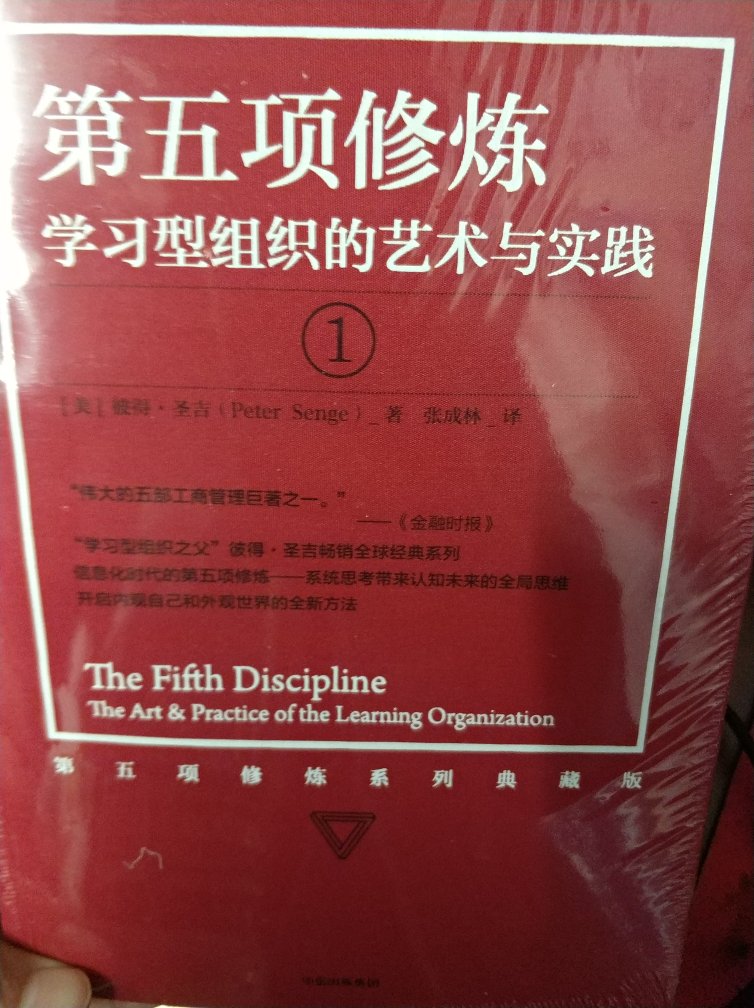 第五项修炼
学习型组织的艺术与实践
①
[美] 彼得·圣吉（Peter Senge）_著 张成林_译
“伟大的五部工商管理巨著之一。”
——《金融时报》
“学习型组织之父”彼得·圣吉畅销全球经典系列
信息化时代的第五项修炼——系统思考带来认知未来的全局思维
开启内观自己和外观世界的全新方法
The Fifth Discipline
The Art & Practice of the Learning Organization
第五项修炼系列典藏版
中信出版集团